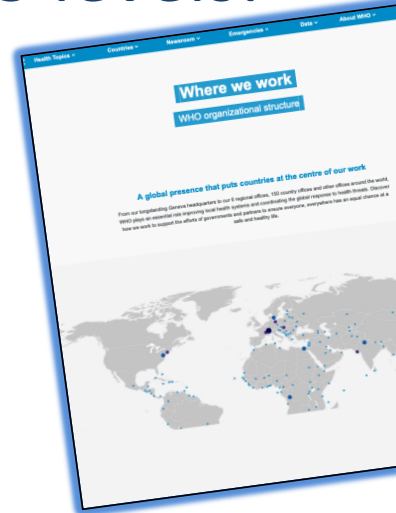 Health Topics
Countries
Newsroom
Emergencies
Data
About WHO
Where we work
WHO organizational structure
A global presence that puts countries at the centre of our work
From our longstanding Geneva headquarters to our 6 regional offices, 150 country offices and other offices around the world,
WHO plays an essential role improving local health systems and coordinating the global response to health threats. Discover
how we work to support the efforts of governments and partners to ensure everyone, everywhere has an equal chance at a
safe and healthy life.